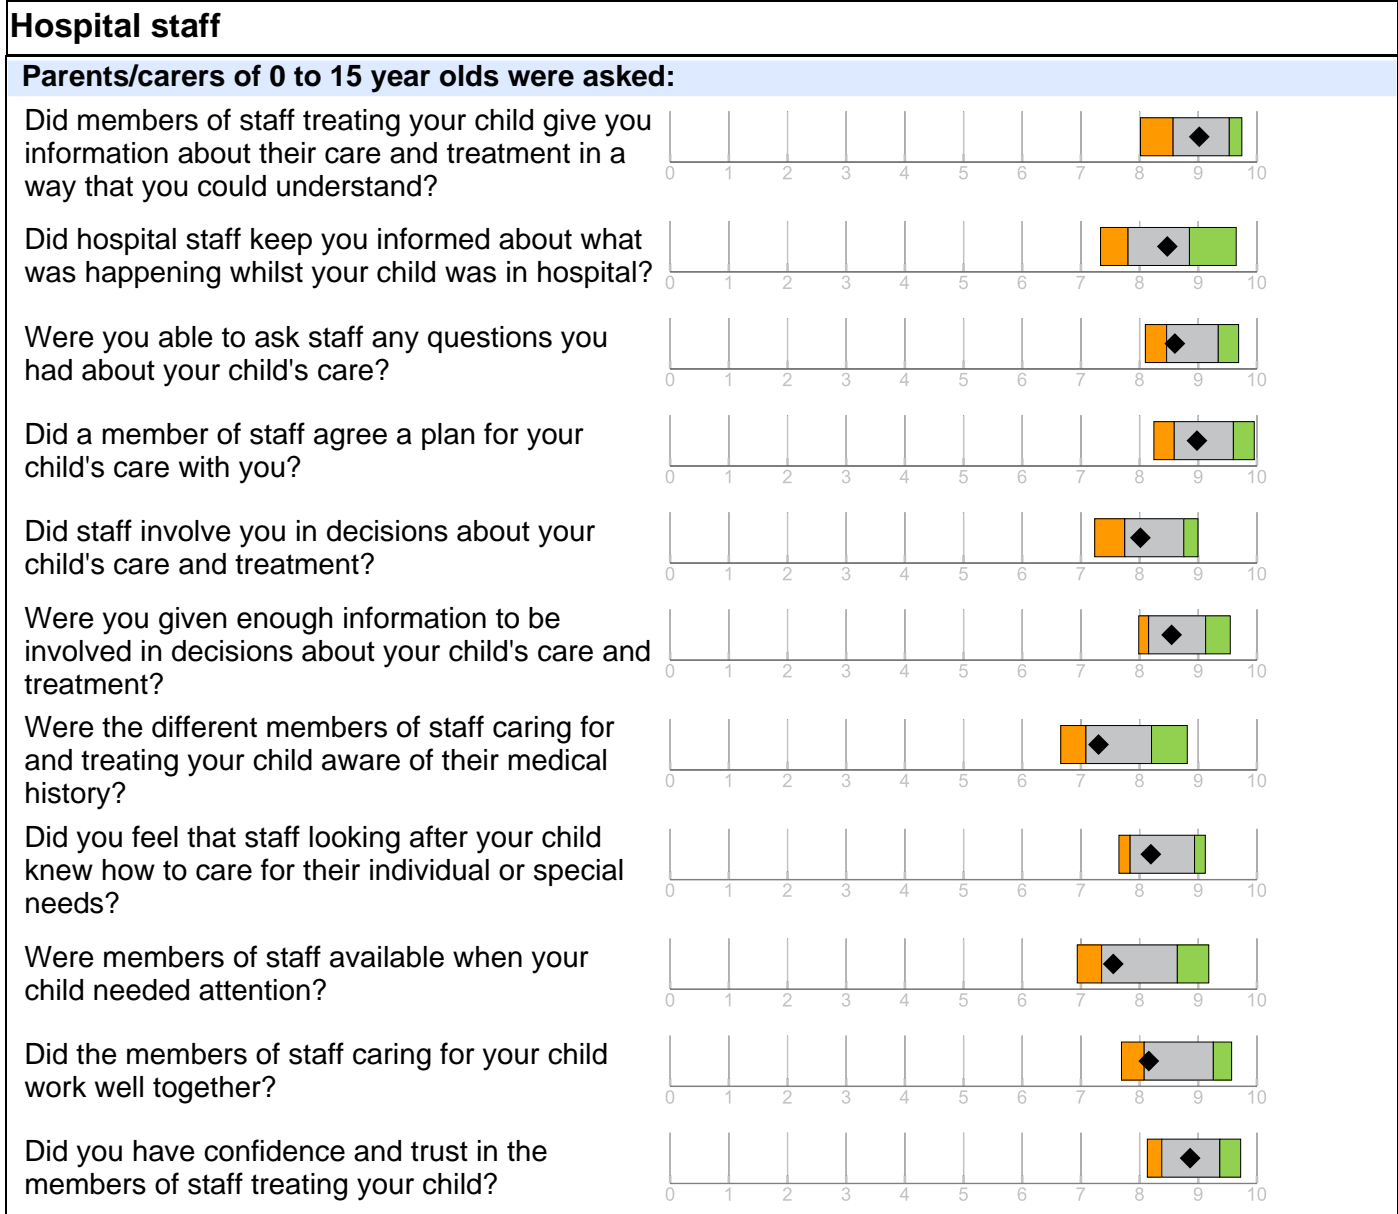 Hospital staff
Parents/carers of 0 to 15 year olds were asked:
Did members of staff treating your child give you
information about their care and treatment in a
way that you could understand?
0 1 2 3 4 5 6 7 8 9 10
Did hospital staff keep you informed about what
was happening whilst your child was in hospital?
0 1 2 3 4 5 6 7 8 9 10
Were you able to ask staff any questions you
had about your child's care?
0 1 2 3 4 5 6 7 8 9 10
Did a member of staff agree a plan for your
child's care with you?
0 1 2 3 4 5 6 7 8 9 10
Did staff involve you in decisions about your
child's care and treatment?
0 1 2 3 4 5 6 7 8 9 10
Were you given enough information to be
involved in decisions about your child's care and
treatment?
0 1 2 3 4 5 6 7 8 9 10
Were the different members of staff caring for
and treating your child aware of their medical
history?
0 1 2 3 4 5 6 7 8 9 10
Did you feel that staff looking after your child
knew how to care for their individual or special
needs?
0 1 2 3 4 5 6 7 8 9 10
Were members of staff available when your
child needed attention?
0 1 2 3 4 5 6 7 8 9 10
Did the members of staff caring for your child
work well together?
0 1 2 3 4 5 6 7 8 9 10
Did you have confidence and trust in the
members of staff treating your child?
0 1 2 3 4 5 6 7 8 9 10